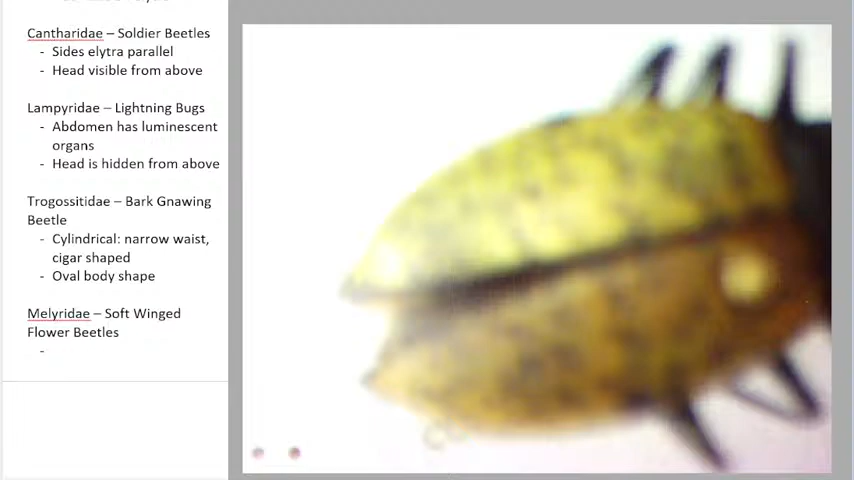 Cantharidae – Soldier Beetles
- Sides elytra parallel
- Head visible from above
Lampyridae – Lightning Bugs
- Abdomen has luminescent
organs
- Head is hidden from above
Trogossitidae – Bark Gnawing
Beetle
- Cylindrical: narrow waist,
cigar shaped
- Oval body shape
Melyridae – Soft Winged
Flower Beetles
-